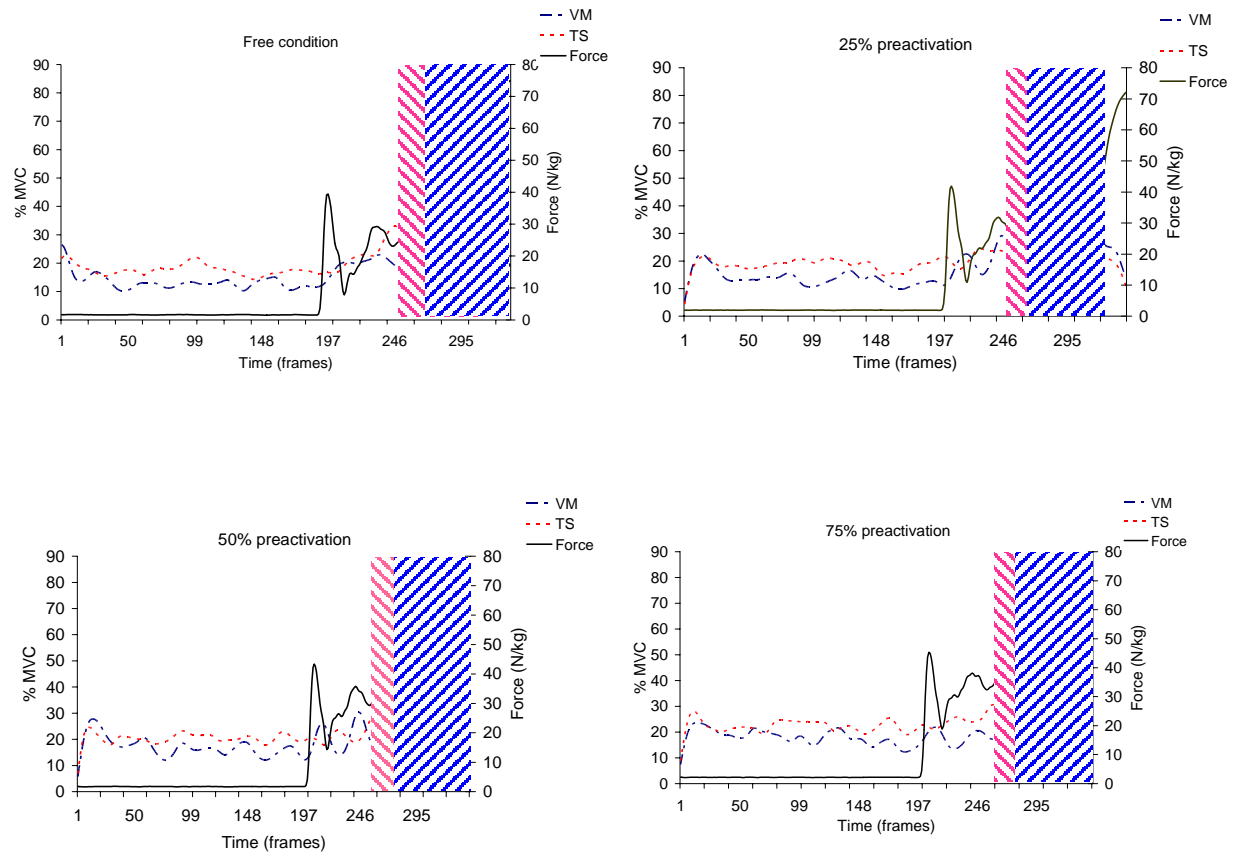 Free condition
VM
TS
Force
90
80
70
60
50
40
30
20
10
0
% MVC
80
70
60
50
40
30
20
10
0
Force (N/kg)
1 50 99 148 197 246 295
Time (frames)
25% preactivation
VM
TS
Force
90
80
70
60
50
40
30
20
10
0
% MVC
80
70
60
50
40
30
20
10
0
Force (N/kg)
1 50 99 148 197 246 295
Time (frames)
50% preactivation
VM
TS
Force
90
80
70
60
50
40
30
20
10
0
% MVC
80
70
60
50
40
30
20
10
0
Force (N/kg)
1 50 99 148 197 246 295
Time (frames)
75% preactivation
VM
TS
Force
90
80
70
60
50
40
30
20
10
0
% MVC
80
70
60
50
40
30
20
10
0
Force (N/kg)
1 50 99 148 197 246 295
Time (frames)